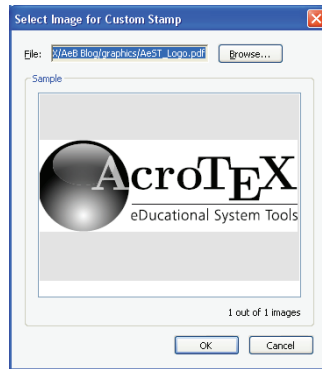 Select Image for Custom Stamp
File: X/AeB Blog/graphics/AeST_Logo.pdf Browse...
Sample
AcroTEX
eDucational System Tools
1 out of 1 images
OK Cancel